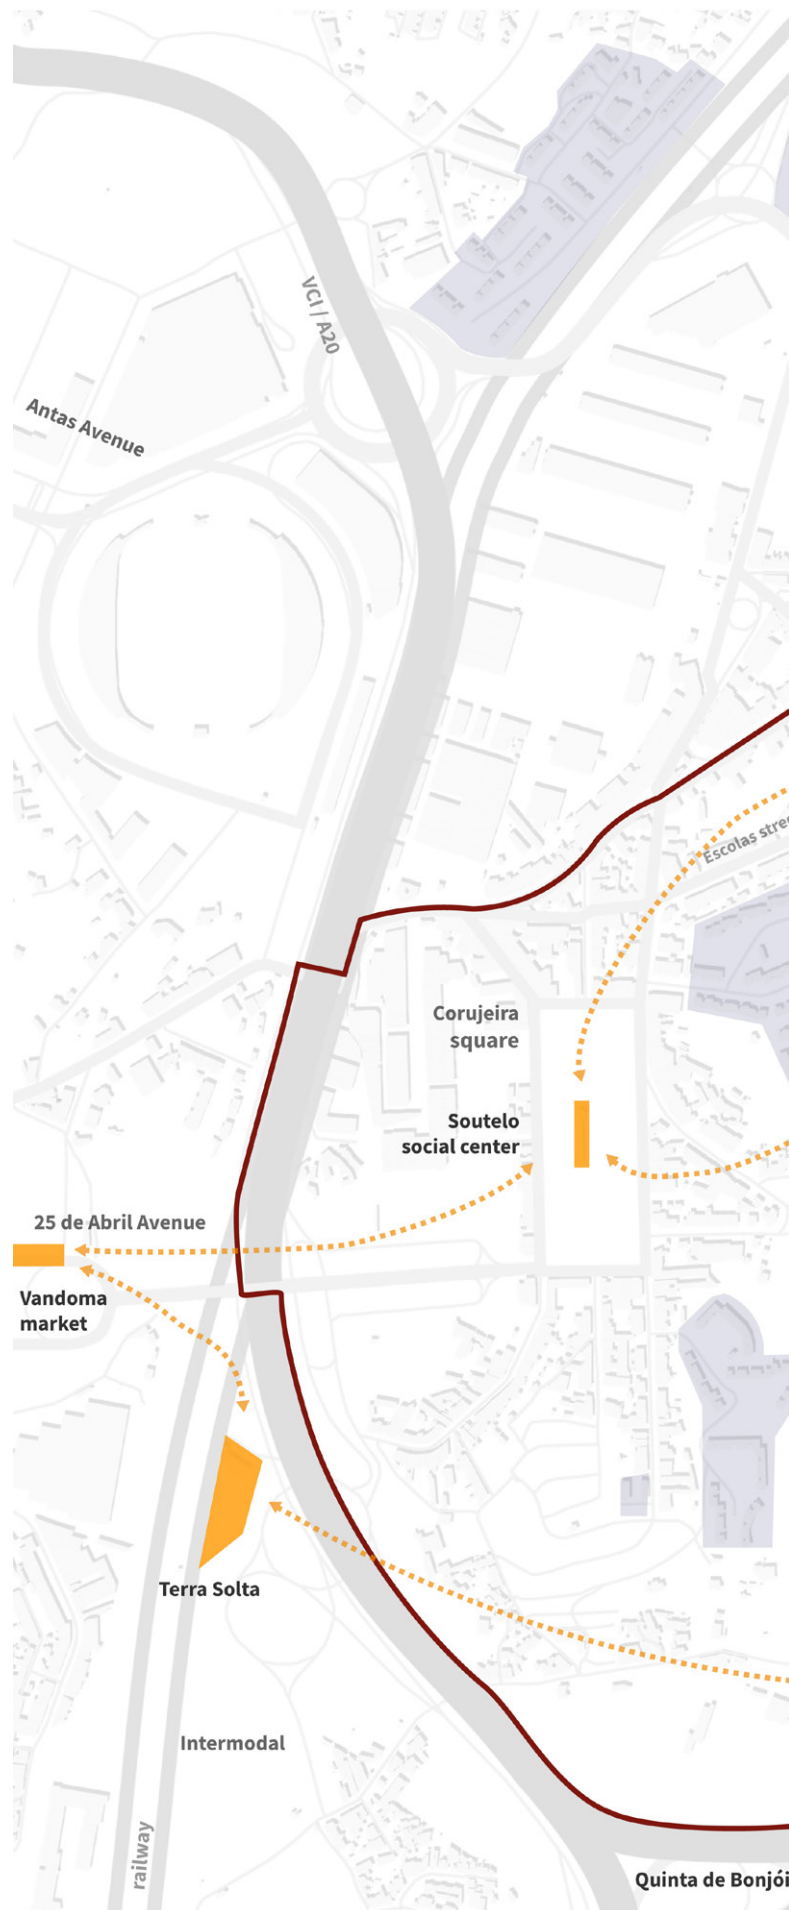 VCI / A20
Antas Avenue
Escolas stre
Corujeira
square
Soutelo
social center
25 de Abril Avenue
Vandoma
market
Terra Solta
Intermodal
railway
Quinta de Bonjói